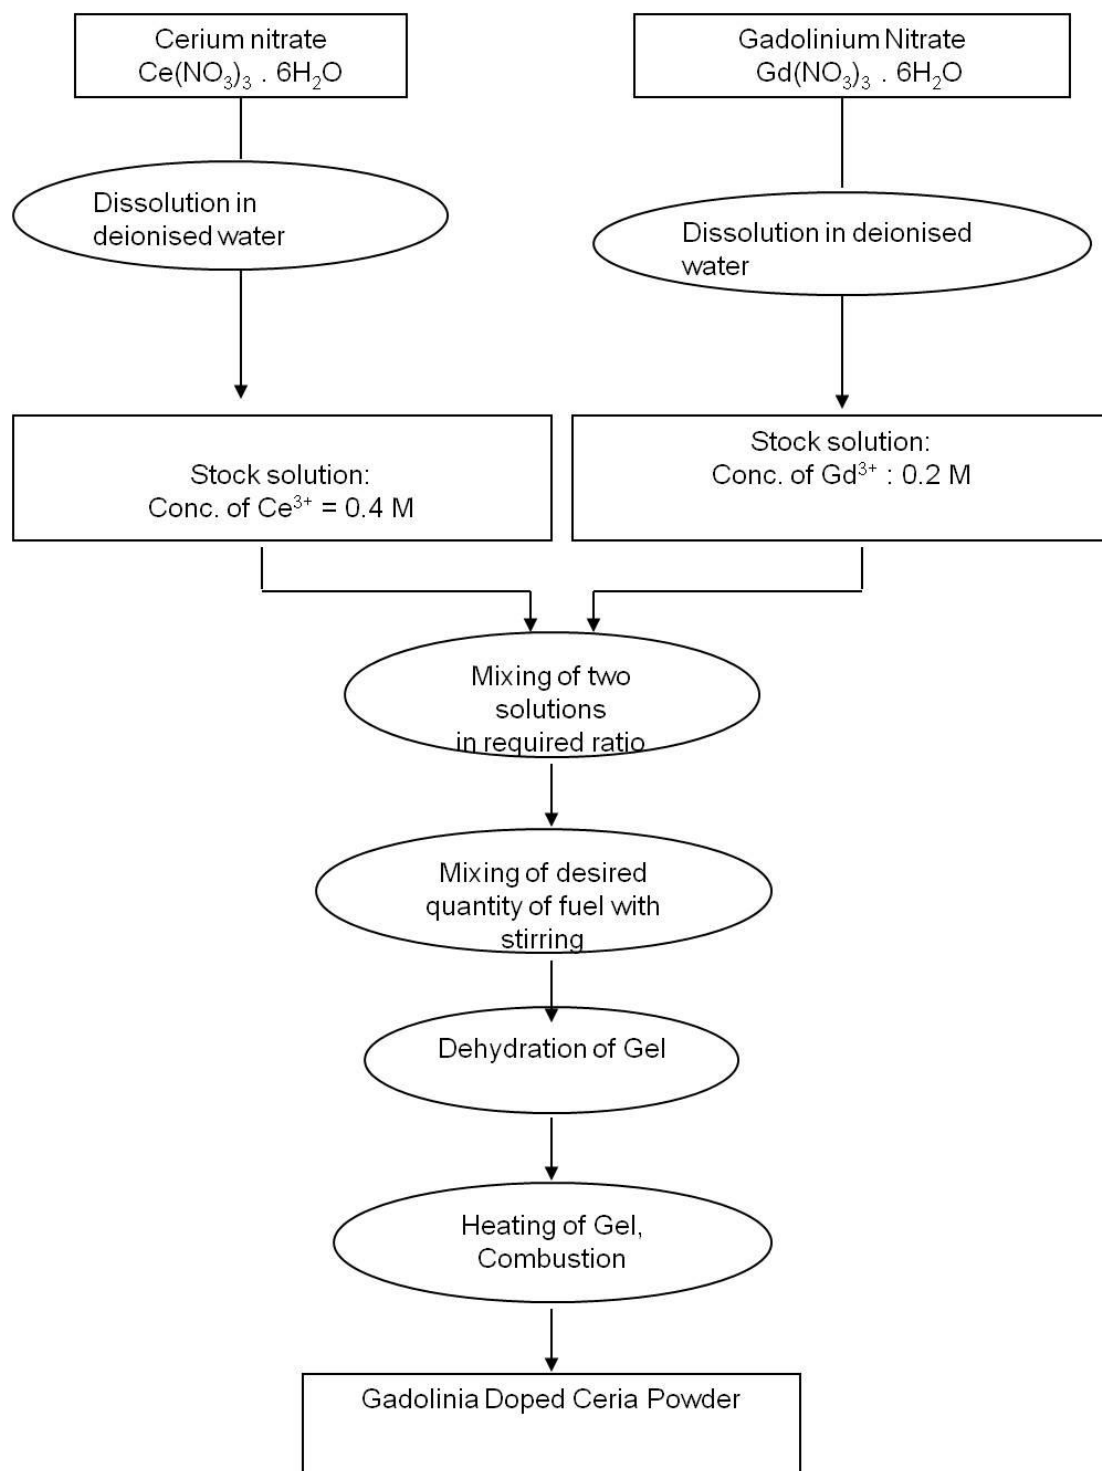 Cerium nitrate
Ce(NO₃)₃ . 6H₂O
Gadolinium Nitrate
Gd(NO₃)₃ . 6H₂O
Dissolution in
deionised water
Dissolution in deionised
water
Stock solution:
Conc. of Ce³⁺ = 0.4 M
Stock solution:
Conc. of Gd³⁺ : 0.2 M
Mixing of two
solutions
in required ratio
Mixing of desired
quantity of fuel with
stirring
Dehydration of Gel
Heating of Gel,
Combustion
Gadolinia Doped Ceria Powder